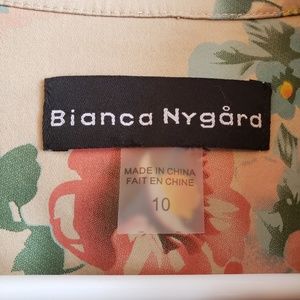 Bianca Nygård
MADE IN CHINA
FAIT EN CHINE
10